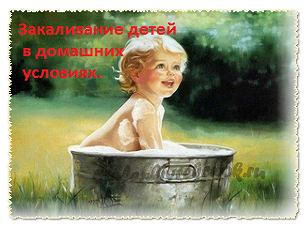 Закаливание детей
в домашних
условиях.